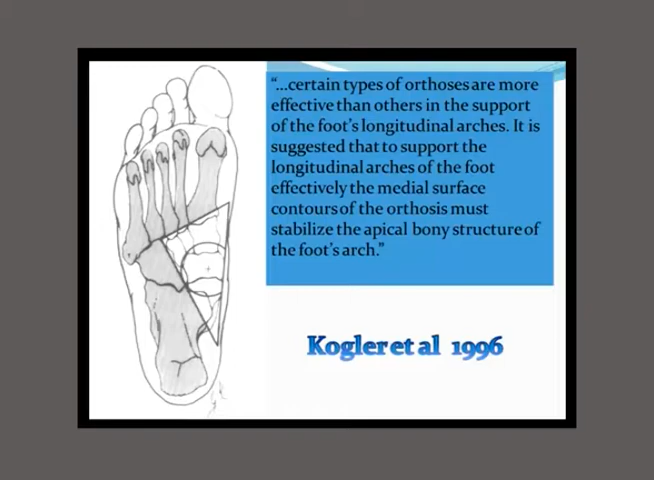 “...certain types of orthoses are more
effective than others in the support
of the foot’s longitudinal arches. It is
suggested that to support the
longitudinal arches of the foot
effectively the medial surface
contours of the orthosis must
stabilize the apical bony structure of
the foot’s arch.”
Kogler et al 1996